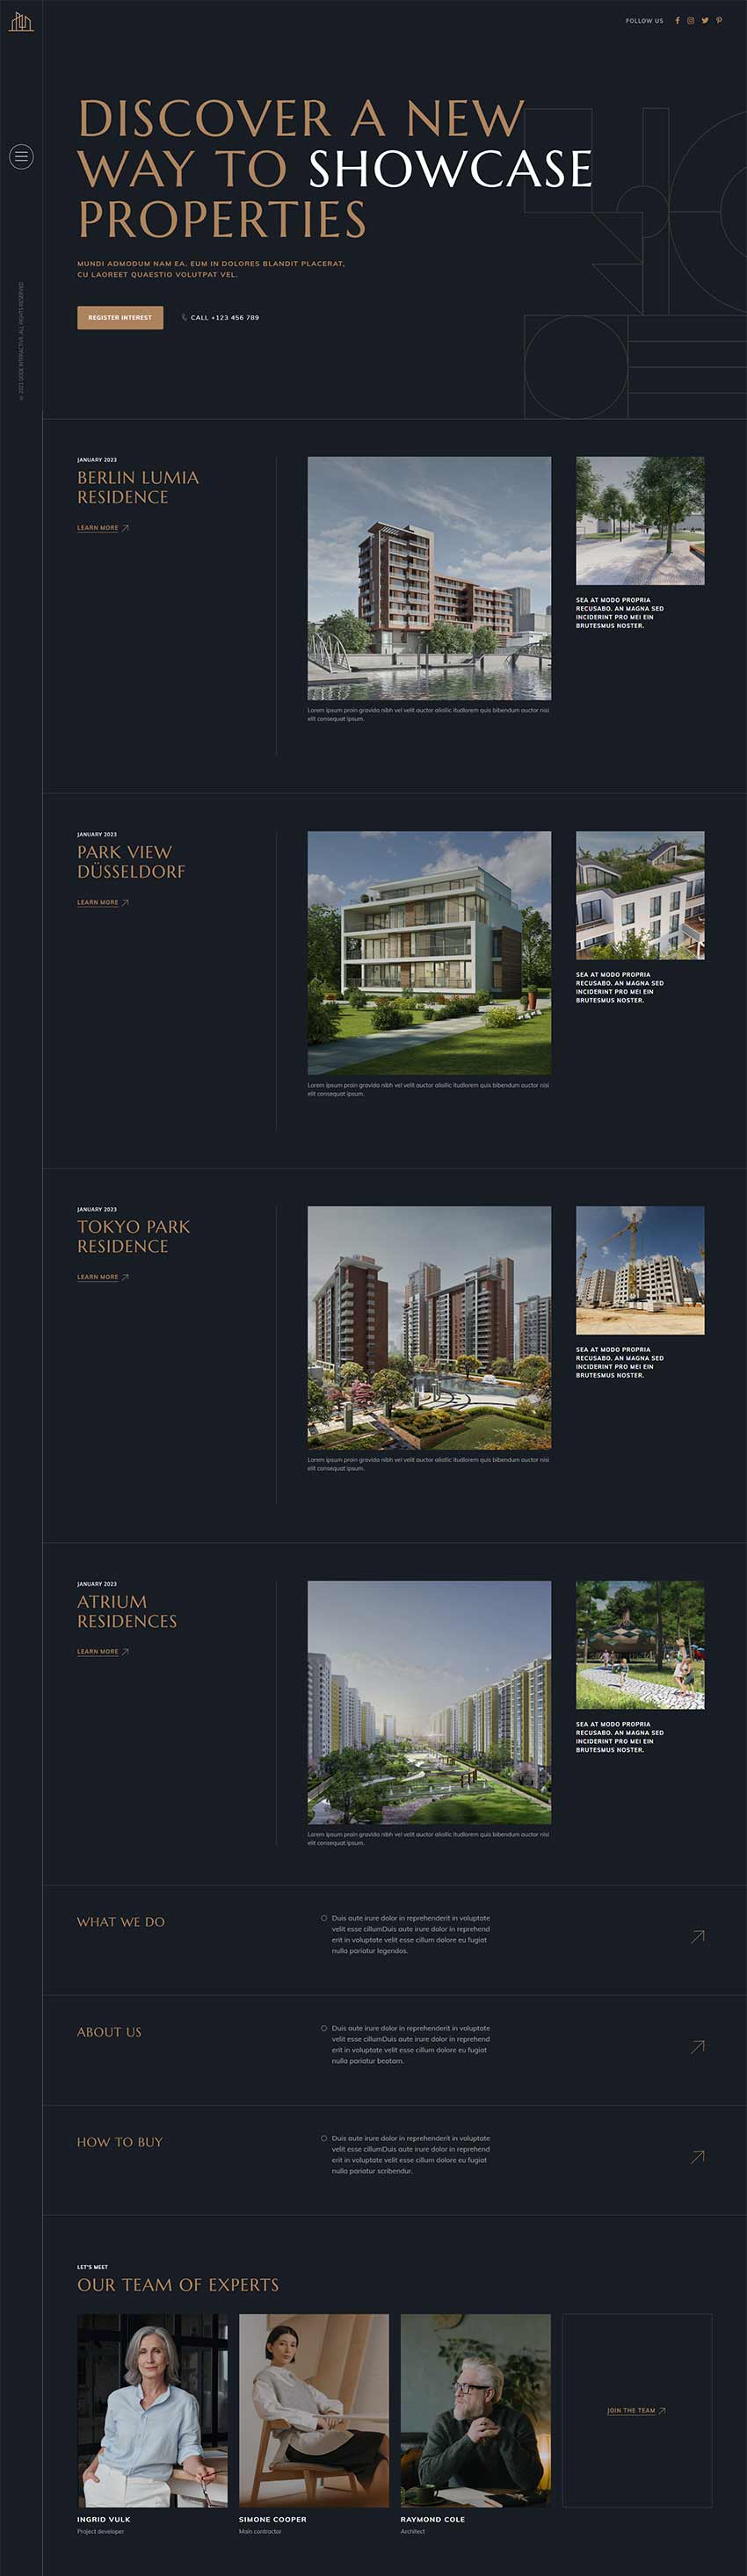 FOLLOW US
DISCOVER A NEW
WAY TO SHOWCASE
PROPERTIES
MUNDI ADMODUM NAM EA. EUM IN DOLORES BLANDIT PLACERAT,
CU LAOREET QUAESTIO VOLUTPAT VEL.
REGISTER INTEREST
CALL +123 456 789
© 2023 QODE INTERACTIVE, ALL RIGHTS RESERVED
JANUARY 2023
BERLIN LUMIA
RESIDENCE
LEARN MORE
Lorem ipsum proin gravida nibh vel velit auctor aliollic itudlorem quis bibendum auctor nisi
elit consequat ipsum.
SEA AT MODO PROPRIA
RECUSABO. AN MAGNA SED
INCIDERINT PRO MEI EIN
BRUTESMUS NOSTER.
JANUARY 2023
PARK VIEW
DÜSSELDORF
LEARN MORE
Lorem ipsum proin gravida nibh vel velit auctor aliollic itudlorem quis bibendum auctor nisi
elit consequat ipsum.
SEA AT MODO PROPRIA
RECUSABO. AN MAGNA SED
INCIDERINT PRO MEI EIN
BRUTESMUS NOSTER.
JANUARY 2023
TOKYO PARK
RESIDENCE
LEARN MORE
Lorem ipsum proin gravida nibh vel velit auctor aliollic itudlorem quis bibendum auctor nisi
elit consequat ipsum.
SEA AT MODO PROPRIA
RECUSABO. AN MAGNA SED
INCIDERINT PRO MEI EIN
BRUTESMUS NOSTER.
JANUARY 2023
ATRIUM
RESIDENCES
LEARN MORE
Lorem ipsum proin gravida nibh vel velit auctor aliollic itudlorem quis bibendum auctor nisi
elit consequat ipsum.
SEA AT MODO PROPRIA
RECUSABO. AN MAGNA SED
INCIDERINT PRO MEI EIN
BRUTESMUS NOSTER.
WHAT WE DO
Duis aute irure dolor in reprehenderit in voluptate
velit esse cillumDuis aute irure dolor in reprehend
erit in voluptate velit esse cillum dolore eu fugiat
nulla pariatur legendos.
ABOUT US
Duis aute irure dolor in reprehenderit in voluptate
velit esse cillumDuis aute irure dolor in reprehend
erit in voluptate velit esse cillum dolore eu fugiat
nulla pariatur beatam.
HOW TO BUY
Duis aute irure dolor in reprehenderit in voluptate
velit esse cillumDuis aute irure dolor in reprehend
erit in voluptate velit esse cillum dolore eu fugiat
nulla pariatur scribendur.
LET'S MEET
OUR TEAM OF EXPERTS
JOIN THE TEAM
INGRID VULK
Project developer
SIMONE COOPER
Main contractor
RAYMOND COLE
Architect